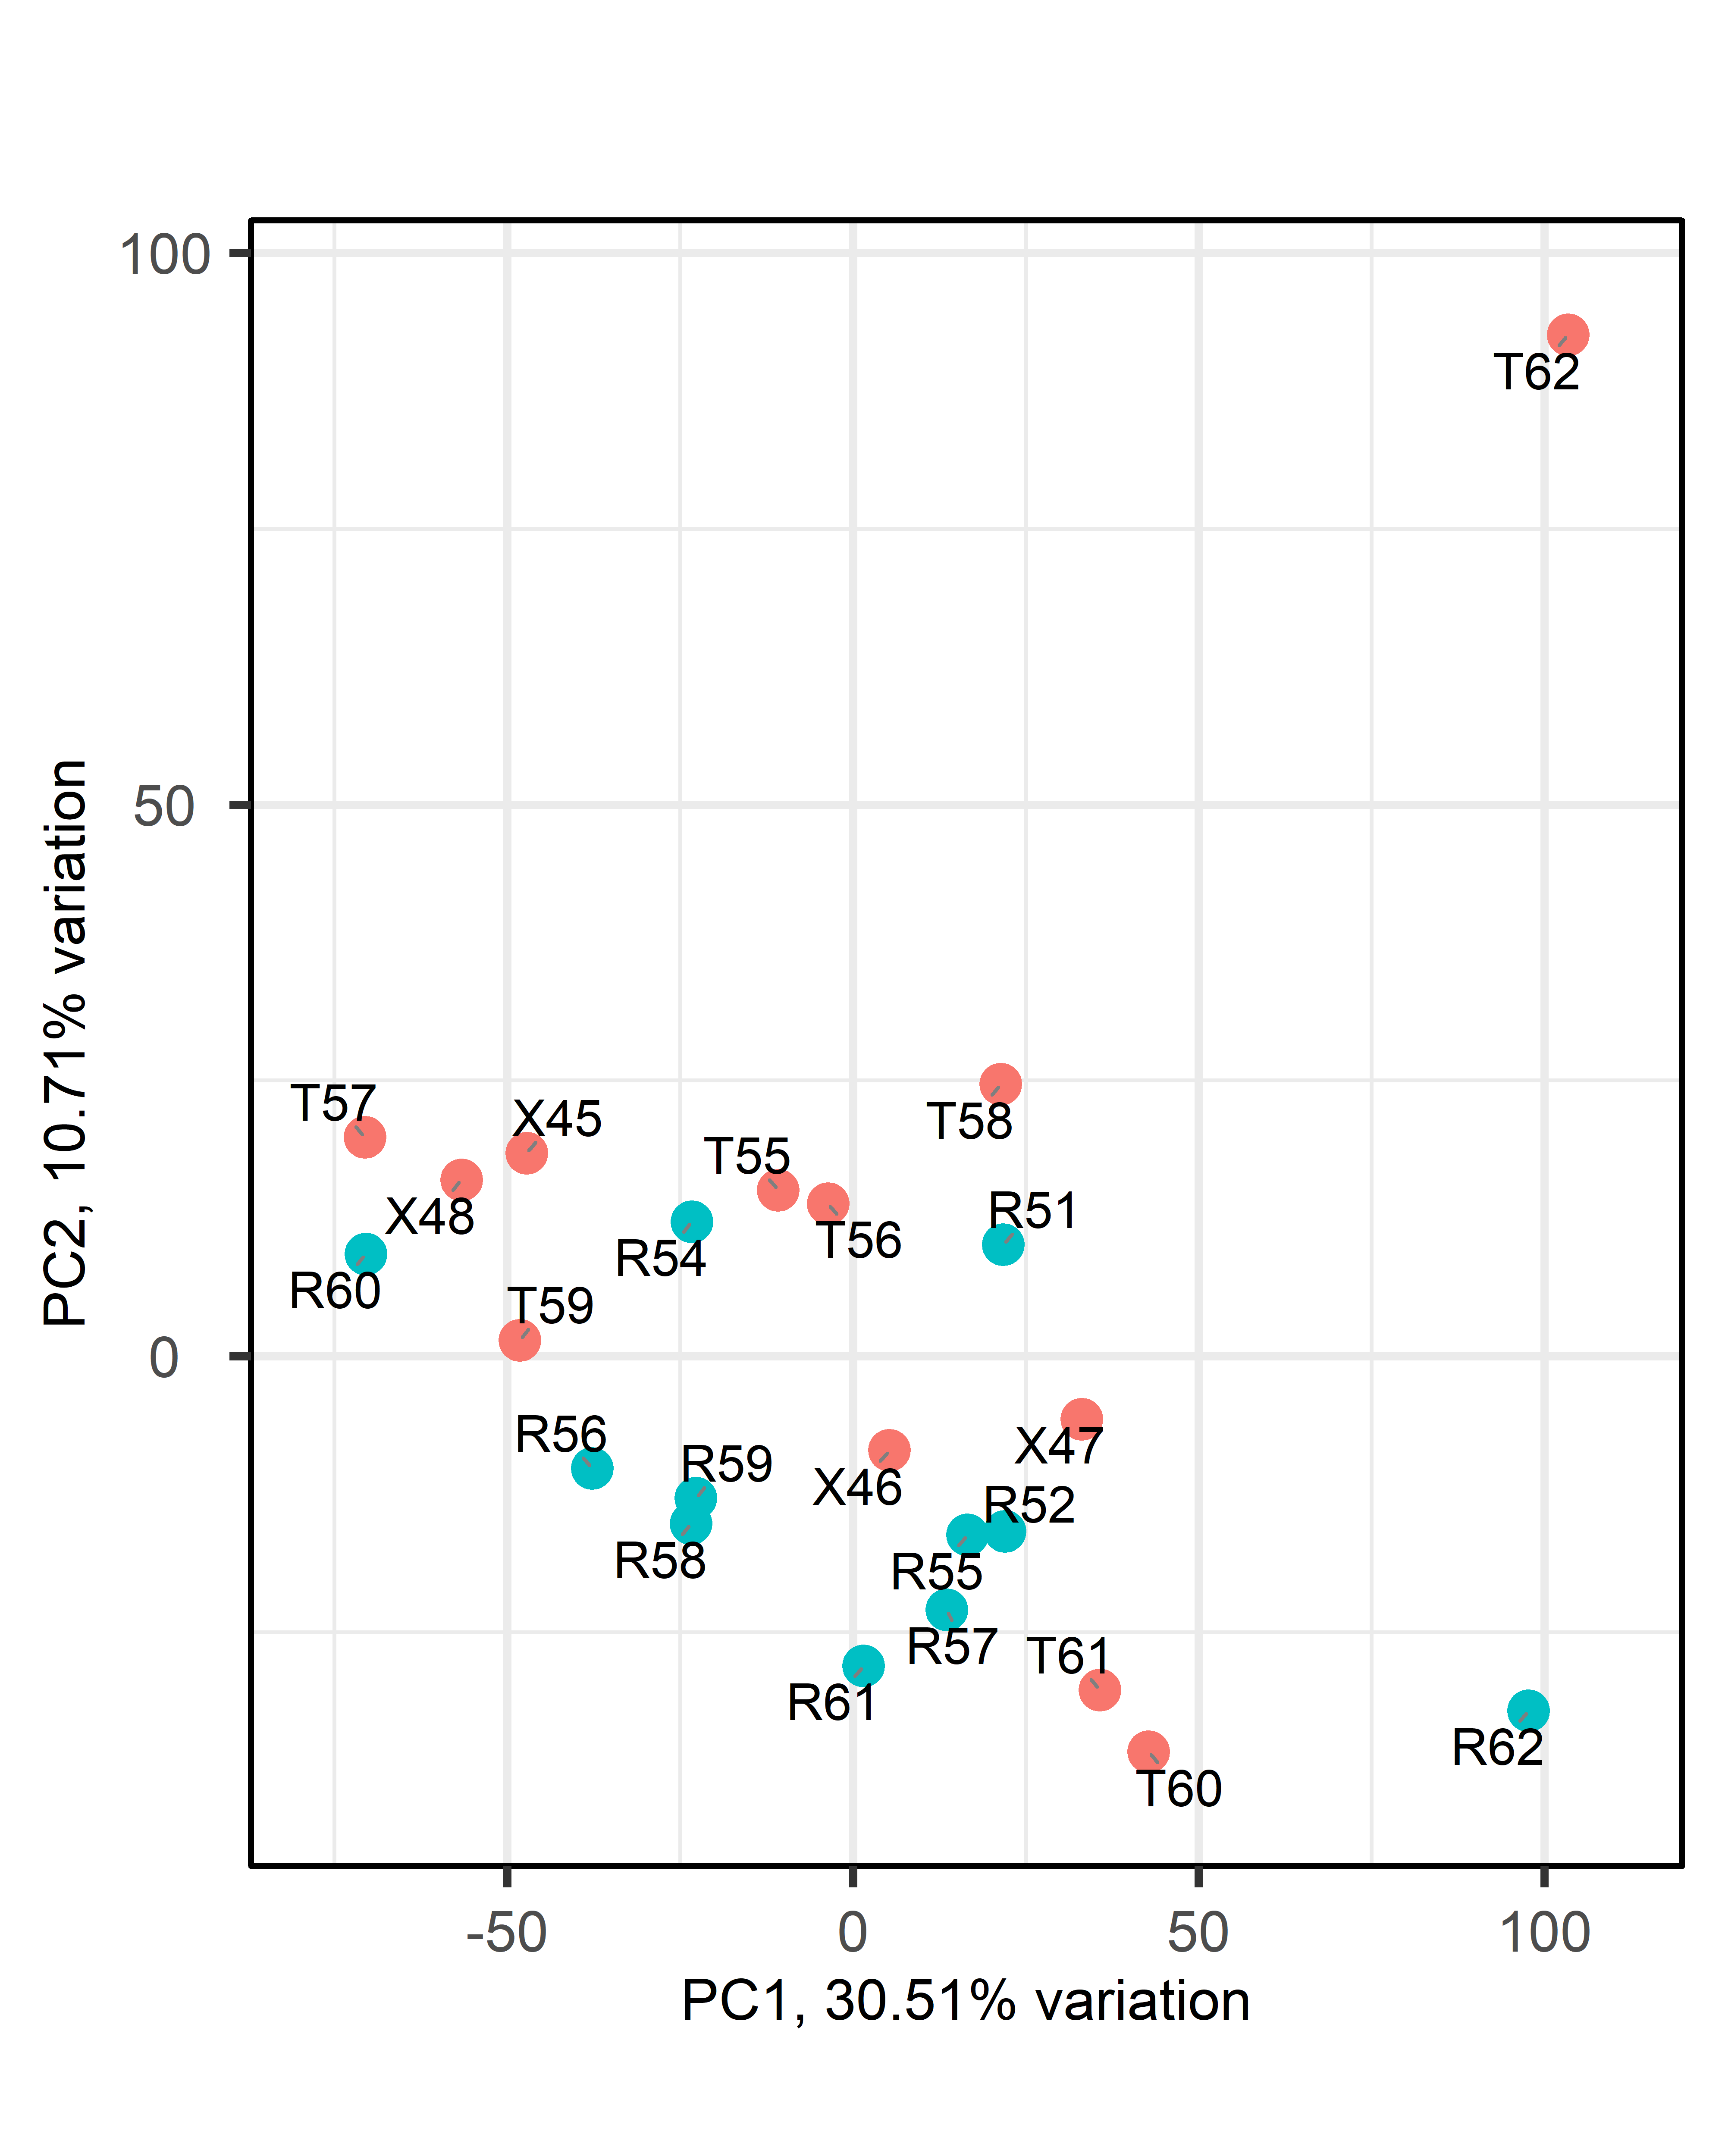 100
T62
50
PC2, 10.71% variation
T57
X45
T58
T55
R51
X48
T56
R54
R60
T59
0
R56
X47
R59
X46
R52
R58
R55
R57
T61
R61
R62
T60
-50
0
50
100
PC1, 30.51% variation